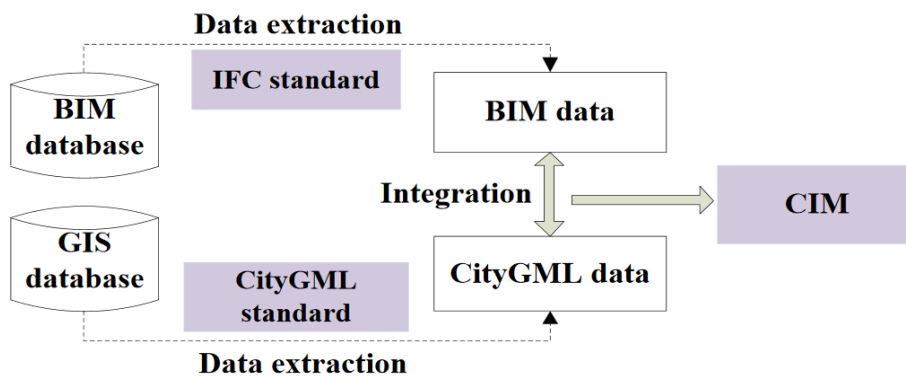 Data extraction
IFC standard
BIM
database
BIM data
Integration
CIM
GIS
database
CityGML
standard
CityGML data
Data extraction